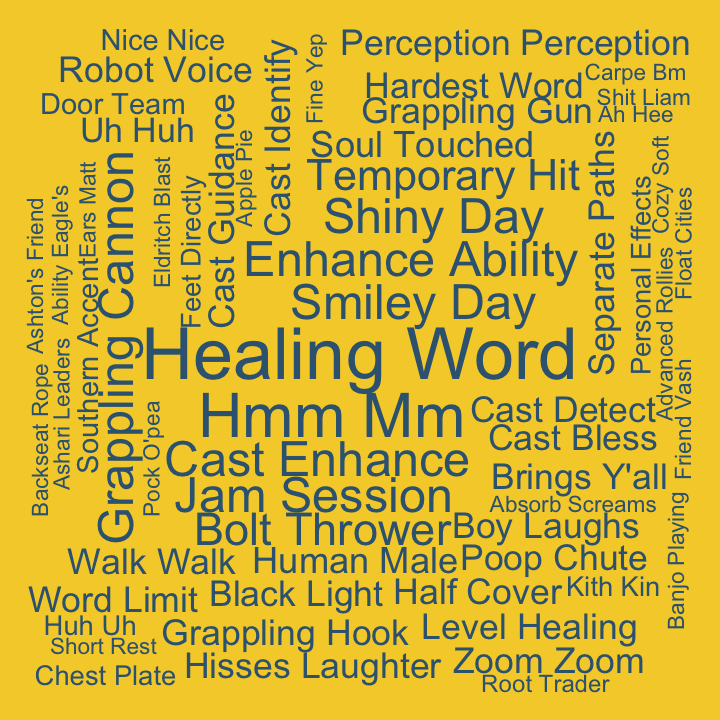 Nice Nice
Perception Perception
Robot Voice
Cast Identify
Fine Yep
Hardest Word
Carpe Bm
Shit Liam
Door Team
Grappling Gun
Ah Hee
Uh Huh
Cast Guidance
Apple Pie
Soul Touched
Separate Paths
Cozy Soft
Temporary Hit
Ears Matt
Eldritch Blast
Feet Directly
Personal Effects
Float Cities
Ashton's Friend
Ability Eagle's
Grappling Cannon
Shiny Day
Enhance Ability
Advanced Rollies
Southern Accent
Smiley Day
Healing Word
Backseat Rope
Ashari Leaders
Friend Vash
Hmm Mm
Cast Detect
Pock O'pea
Cast Bless
Cast Enhance
Brings Y'all
Jam Session
Absorb Screams
Banjo Playing
Bolt Thrower
Boy Laughs
Walk Walk
Human Male
Poop Chute
Word Limit
Black Light
Half Cover
Kith Kin
Huh Uh
Grappling Hook
Level Healing
Short Rest
Chest Plate
Hisses Laughter
Zoom Zoom
Root Trader